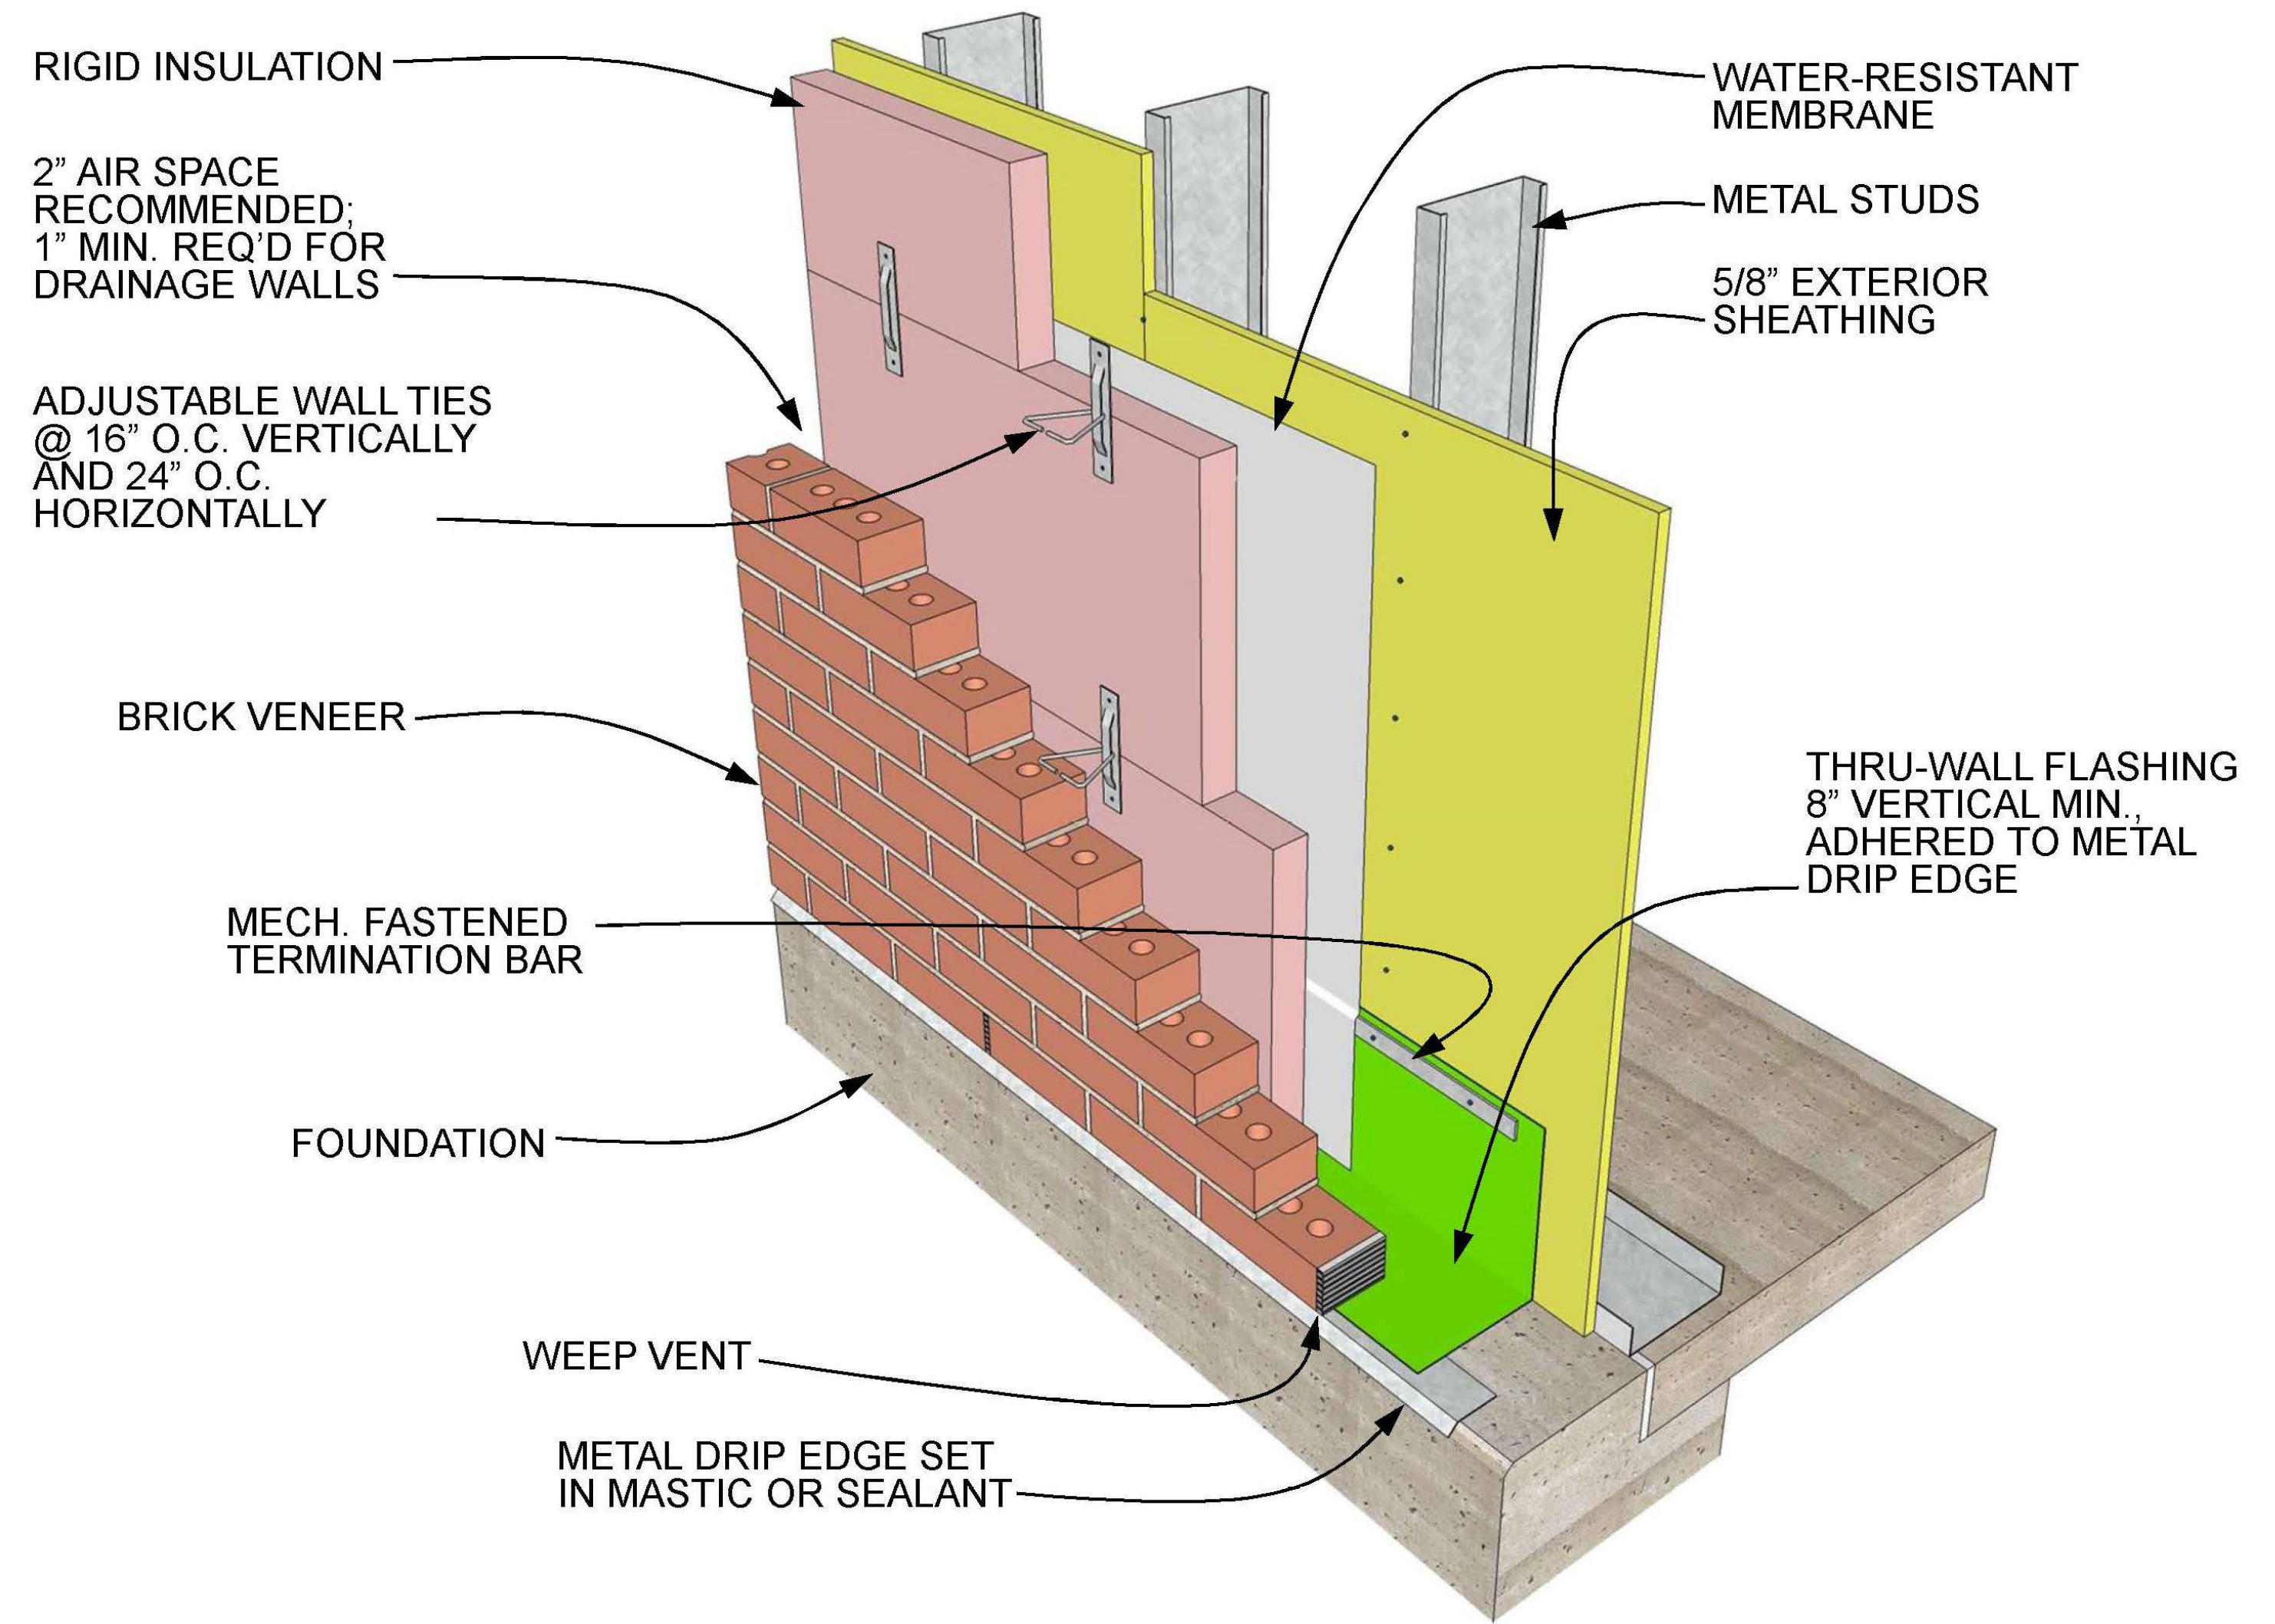 RIGID INSULATION
2” AIR SPACE
RECOMMENDED;
1” MIN. REQ’D FOR
DRAINAGE WALLS
ADJUSTABLE WALL TIES
@ 16” O.C. VERTICALLY
AND 24” O.C.
HORIZONTALLY
BRICK VENEER
MECH. FASTENED
TERMINATION BAR
FOUNDATION
WEEP VENT
METAL DRIP EDGE SET
IN MASTIC OR SEALANT
WATER-RESISTANT
MEMBRANE
METAL STUDS
5/8” EXTERIOR
SHEATHING
THRU-WALL FLASHING
8” VERTICAL MIN.,
ADHERED TO METAL
DRIP EDGE